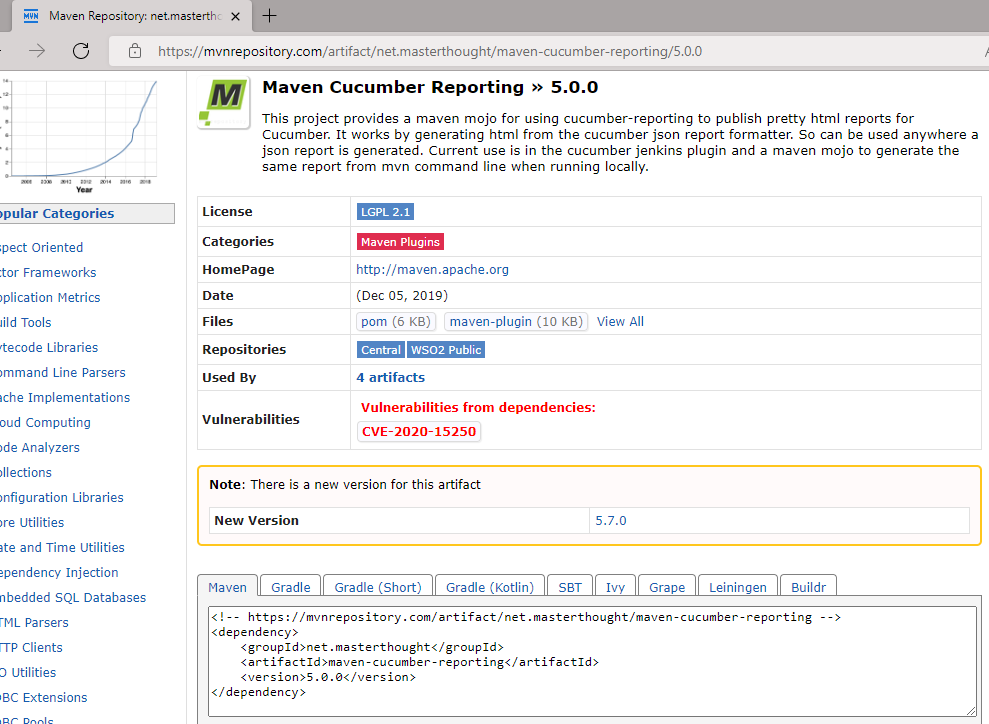 MVN Maven Repository: net.masterthc
https://mvnrepository.com/artifact/net.masterthought/maven-cucumber-reporting/5.0.0
Year
opular Categories
spect Oriented
ctor Frameworks
pplication Metrics
uild Tools
ytecode Libraries
ommand Line Parsers
ache Implementations
loud Computing
ode Analyzers
ollections
onfiguration Libraries
ore Utilities
ate and Time Utilities
ependency Injection
mbedded SQL Databases
TML Parsers
TTP Clients
O Utilities
DBC Extensions
DBC Pools
M
Maven Cucumber Reporting » 5.0.0
This project provides a maven mojo for using cucumber-reporting to publish pretty html reports for
Cucumber. It works by generating html from the cucumber json report formatter. So can be used anywhere a
json report is generated. Current use is in the cucumber jenkins plugin and a maven mojo to generate the
same report from mvn command line when running locally.
License LGPL 2.1
Categories Maven Plugins
HomePage http://maven.apache.org
Date (Dec 05, 2019)
Files pom (6 KB) maven-plugin (10 KB) View All
Repositories Central WSO2 Public
Used By 4 artifacts
Vulnerabilities Vulnerabilities from dependencies:
CVE-2020-15250
Note: There is a new version for this artifact
New Version 5.7.0
Maven Gradle Gradle (Short) Gradle (Kotlin) SBT Ivy Grape Leiningen Buildr
<!-- https://mvnrepository.com/artifact/net.masterthought/maven-cucumber-reporting -->
<dependency>
    <groupId>net.masterthought</groupId>
    <artifactId>maven-cucumber-reporting</artifactId>
    <version>5.0.0</version>
</dependency>